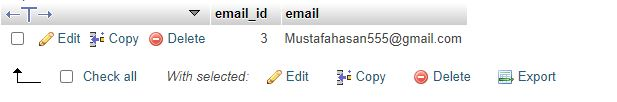 email_id email
Edit Copy Delete 3 Mustafahasan555@gmail.com
Check all With selected: Edit Copy Delete Export